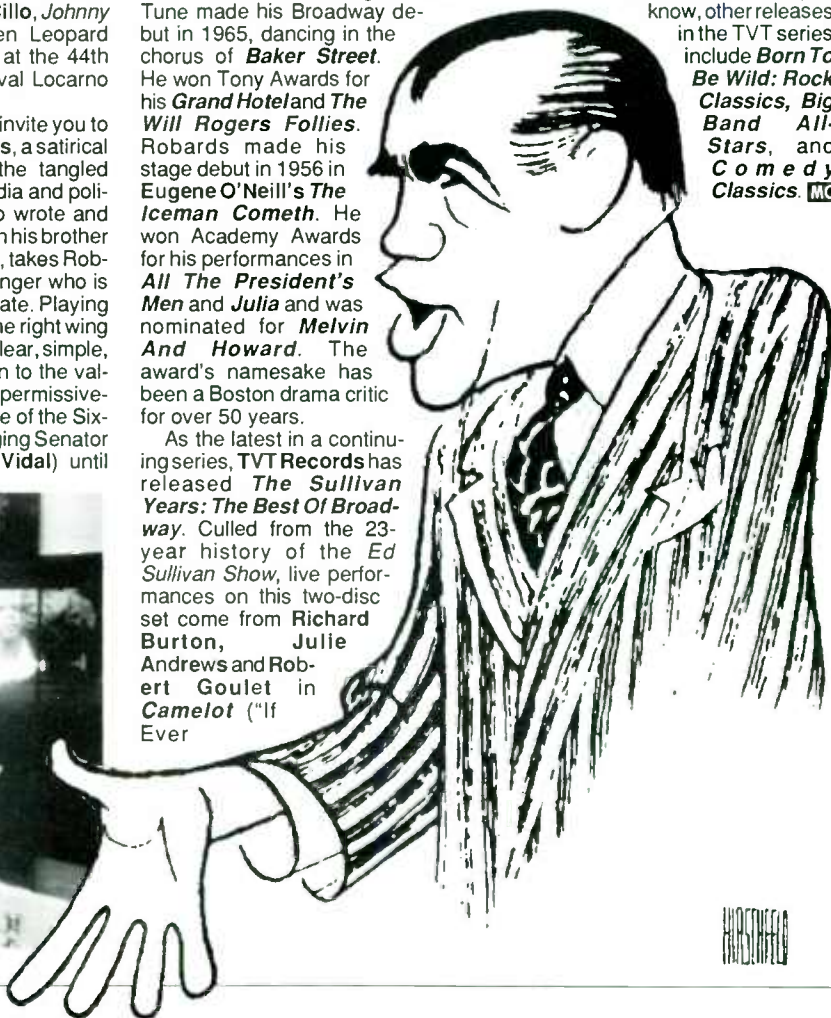 Cillo, Johnny
en Leopard
at the 44th
val Locarno
invite you to
s, a satirical
the tangled
dia and poli-
o wrote and
h his brother
, takes Rob-
nger who is
ate. Playing
ne right wing
lear, simple,
n to the val-
permissive-
e of the Six-
ging Senator
Vidal) until
Tune made his Broadway de-
but in 1965, dancing in the
chorus of Baker Street.
He won Tony Awards for
his Grand Hotel and The
Will Rogers Follies.
Robards made his
stage debut in 1956 in
Eugene O'Neill's The
Iceman Cometh. He
won Academy Awards
for his performances in
All The President's
Men and Julia and was
nominated for Melvin
And Howard. The
award's namesake has
been a Boston drama critic
for over 50 years.
As the latest in a continu-
ing series, TVT Records has
released The Sullivan
Years: The Best Of Broad-
way. Culled from the 23-
year history of the Ed
Sullivan Show, live perfor-
mances on this two-disc
set come from Richard
Burton, Julie
Andrews and Rob-
ert Goulet in
Camelot ("If
Ever
know, other releases
in the TVT series
include Born To
Be Wild: Rock
Classics, Big
Band All-
Stars, and
Comedy
Classics. MC
HIRSCHFELD